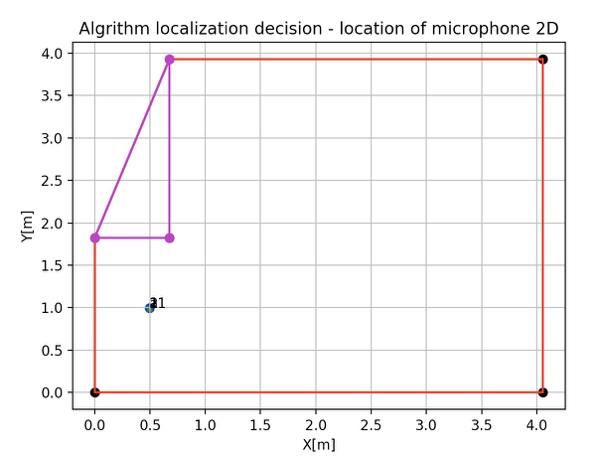 Algrithm localization decision - location of microphone 2D
Y[m]
4.0
3.5
3.0
2.5
2.0
1.5
1.0
0.5
0.0
0.0 0.5 1.0 1.5 2.0 2.5 3.0 3.5 4.0
X[m]